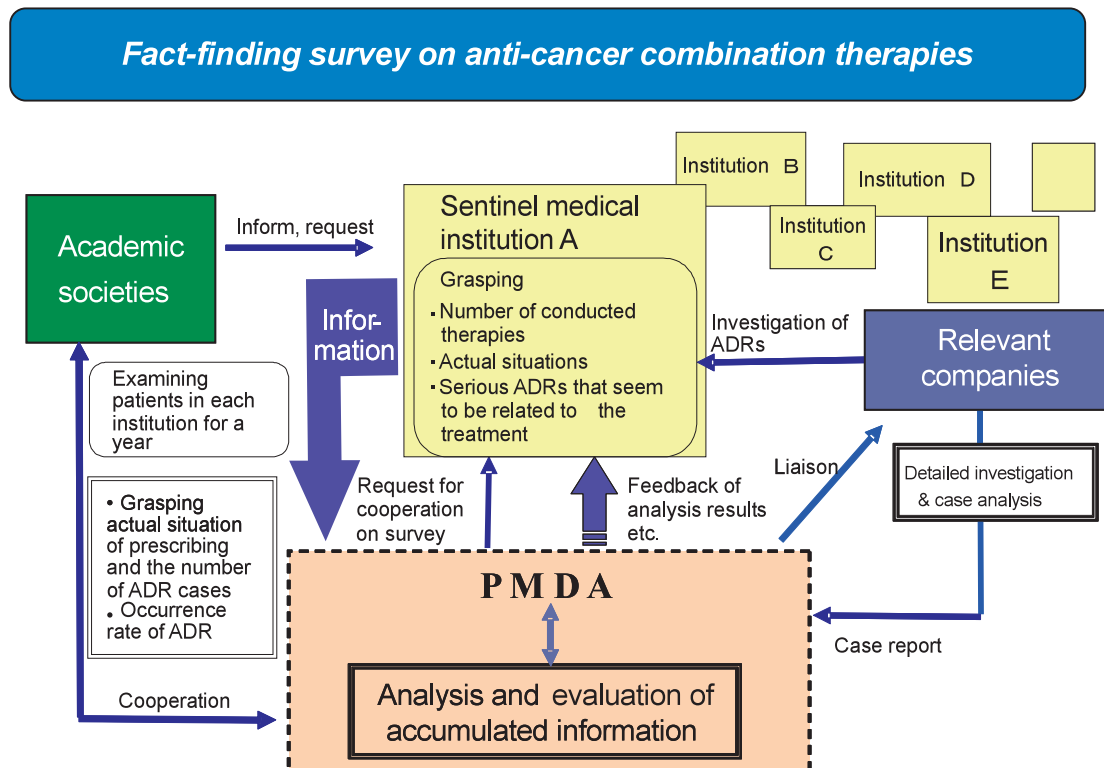 Fact-finding survey on anti-cancer combination therapies
Academic
societies
Inform, request
Sentinel medical
institution A
Grasping
・Number of conducted
therapies
・Actual situations
・Serious ADRs that seem
to be related to the
treatment
Institution B
Institution
C
Institution D
Institution
E
Infor-
mation
Investigation of
ADRs
Relevant
companies
Examining
patients in each
institution for a
year
• Grasping
actual situation
of prescribing
and the number
of ADR cases
• Occurrence
rate of ADR
Request for
cooperation
on survey
Feedback of
analysis results
etc.
Liaison
Detailed investigation
& case analysis
P M D A
Case report
Cooperation
Analysis and evaluation of
accumulated information